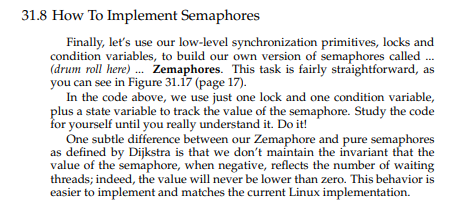 31.8 How To Implement Semaphores
Finally, let's use our low-level synchronization primitives, locks and
condition variables, to build our own version of semaphores called ...
(drum roll here) ... Zemaphores. This task is fairly straightforward, as
you can see in Figure 31.17 (page 17).
In the code above, we use just one lock and one condition variable,
plus a state variable to track the value of the semaphore. Study the code
for yourself until you really understand it. Do it!
One subtle difference between our Zemaphore and pure semaphores
as defined by Dijkstra is that we don't maintain the invariant that the
value of the semaphore, when negative, reflects the number of waiting
threads; indeed, the value will never be lower than zero. This behavior is
easier to implement and matches the current Linux implementation.